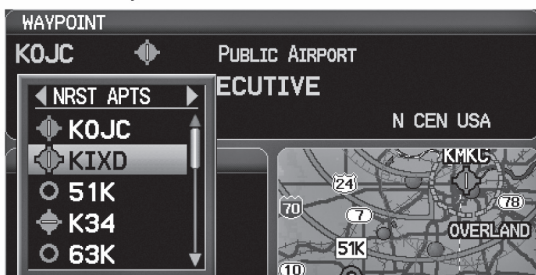 WAYPOINT
KOJC
PUBLIC AIRPORT
ECUTIVE
N CEN USA
NRST APTS
KOJC
KIXD
51K
K34
63K
KMKC
24
70
7
78
OVERLAND
51K
10